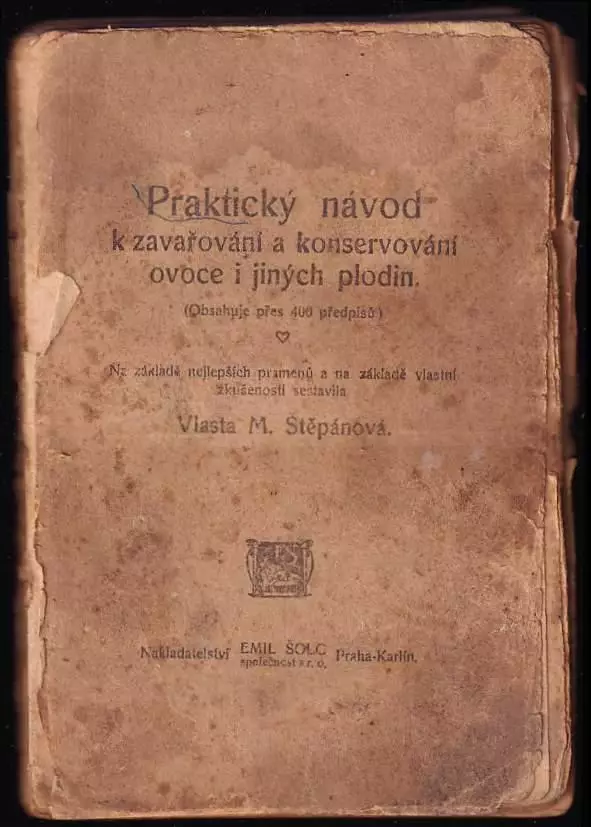 Praktický návod
k zavařování a konservování
ovoce i jiných plodin.
(Obsahuje přes 400 předpisů)
Na základě nejlepších pramenů a na základě vlastní
zkušenosti sestavila
Vlasta M. Štěpánová.
Nakladatelství EMIL ŠOLC společnost s r. o. Praha-Karlín.